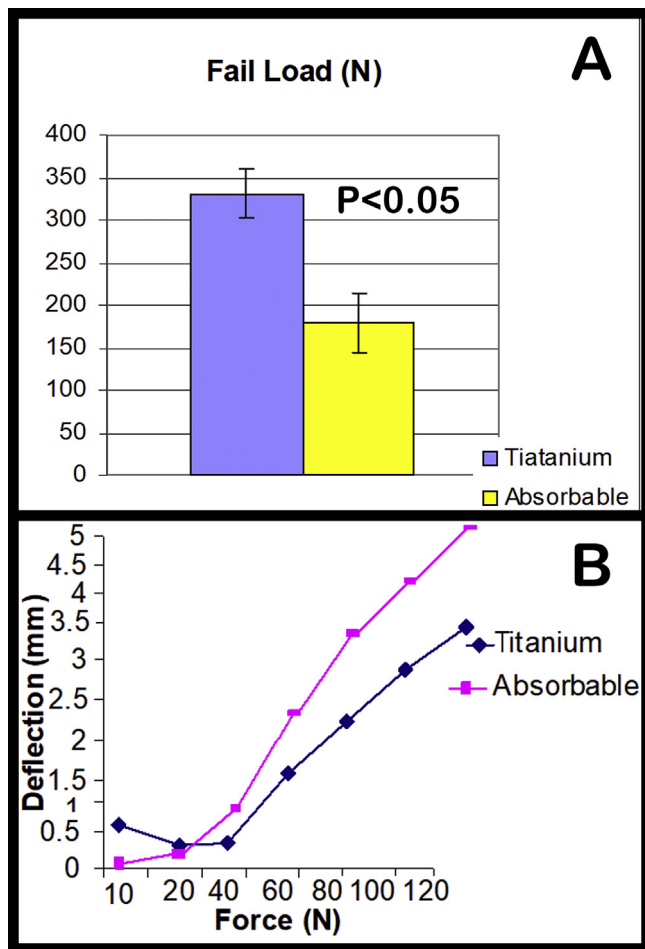 A
Fail Load (N)
400
350
300
250
200
150
100
50
0
P<0.05
Tiatanium
Absorbable
B
5
4.5
4
3.5
3
2.5
2
1.5
1
0.5
0
Deflection (mm)
Titanium
Absorbable
10 20 40 60 80 100 120
Force (N)